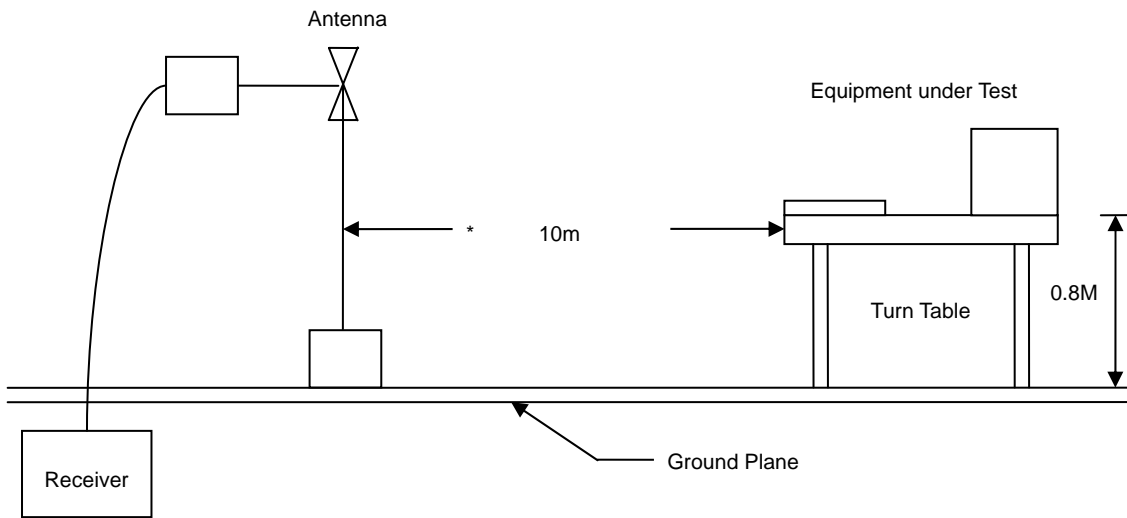 Antenna
Equipment under Test
* 10m
0.8M
Turn Table
Ground Plane
Receiver